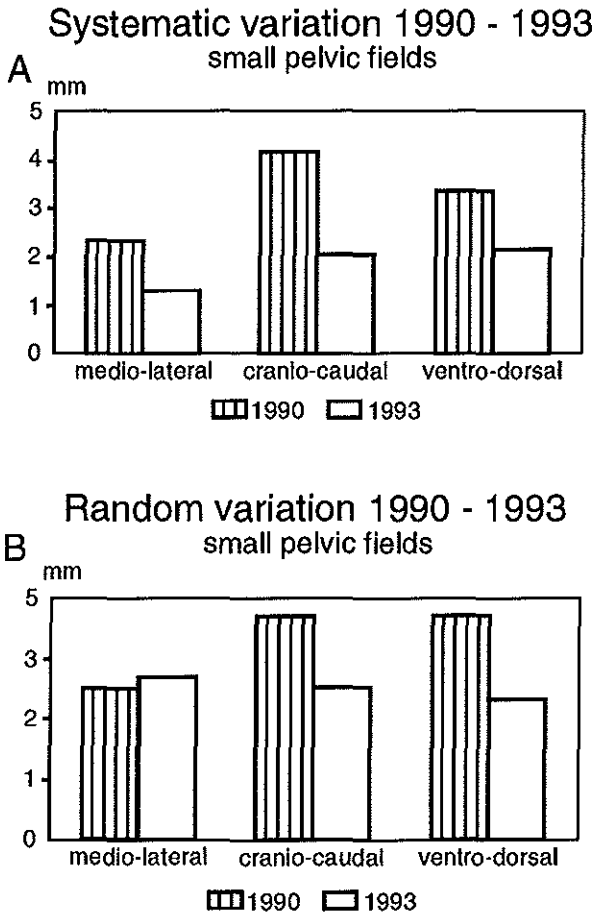 Systematic variation 1990 - 1993
small pelvic fields
A
mm
5
4
3
2
1
0
medio-lateral cranio-caudal ventro-dorsal
1990 1993
Random variation 1990 - 1993
small pelvic fields
B
mm
5
3
2
1
0
medio-lateral cranio-caudal ventro-dorsal
1990 1993